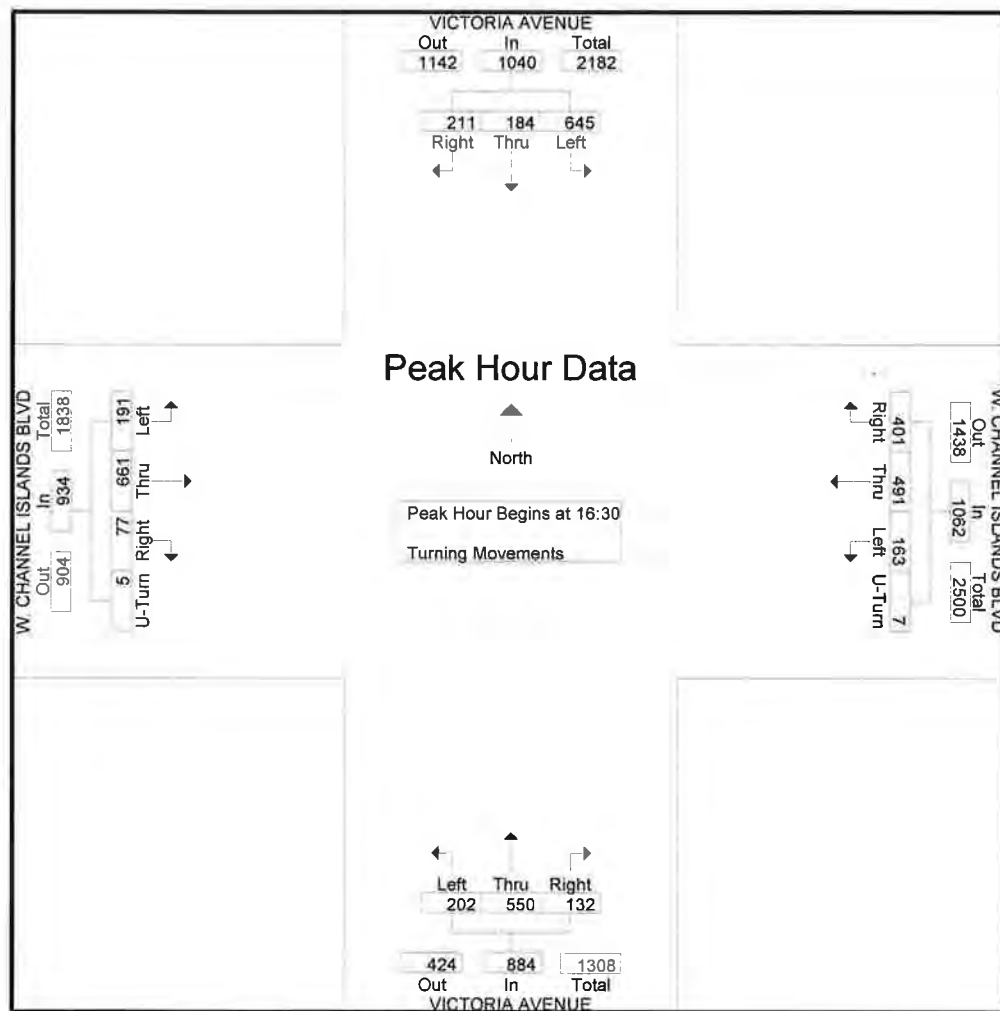 VICTORIA AVENUE
Out In Total
1142 1040 2182
211 184 645
Right Thru Left
Peak Hour Data
North
Peak Hour Begins at 16:30
Turning Movements
W. CHANNEL ISLANDS BLVD
Total In Out
1838 934 904
191 661 77 5
Left Thru Right U-Turn
Right Thru Left U-Turn
401 491 163 7
Out In Total
1438 1062 2500
W. CHANNEL ISLANDS BLVD
Left Thru Right
202 550 132
424 884 1308
Out In Total
VICTORIA AVENUE